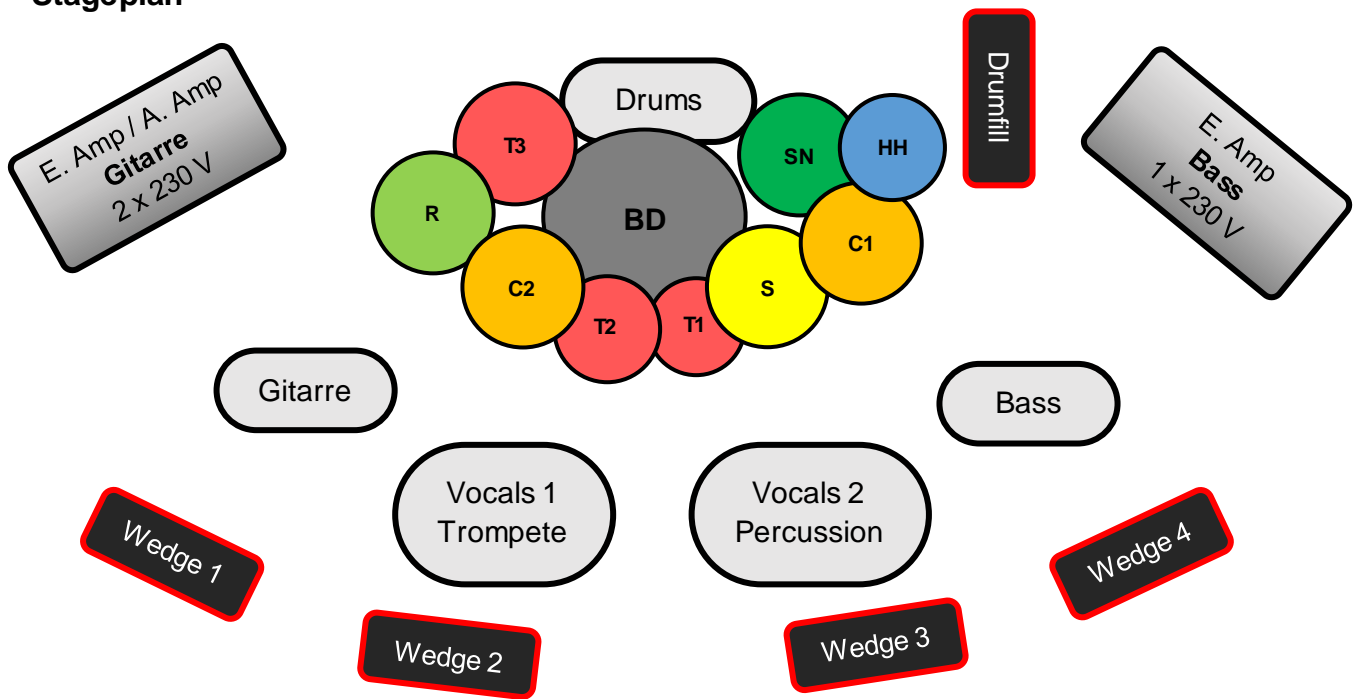 Stageplan
Drumfill
E. Amp / A. Amp
Gitarre
2 x 230 V
Drums
E. Amp
Bass
1 x 230 V
T3
SN
HH
R
BD
C1
C2
S
T2
T1
Gitarre
Bass
Vocals 1
Trompete
Vocals 2
Percussion
Wedge 1
Wedge 4
Wedge 2
Wedge 3